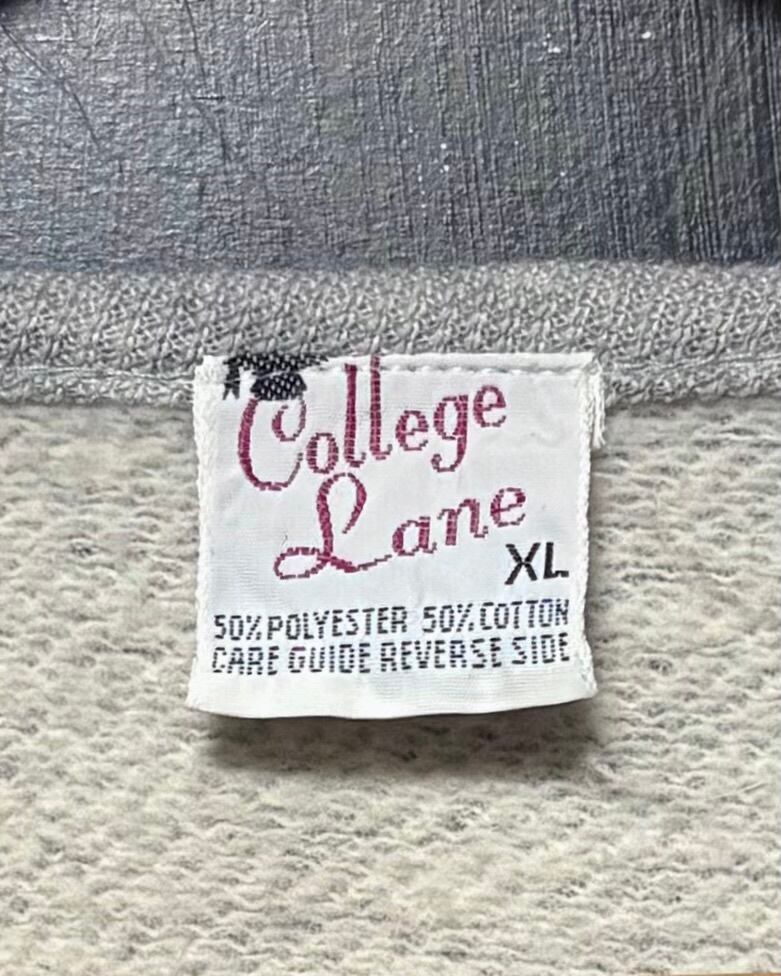 College
Lane
XL
50% POLYESTER 50% COTTON
CARE GUIDE REVERSE SIDE